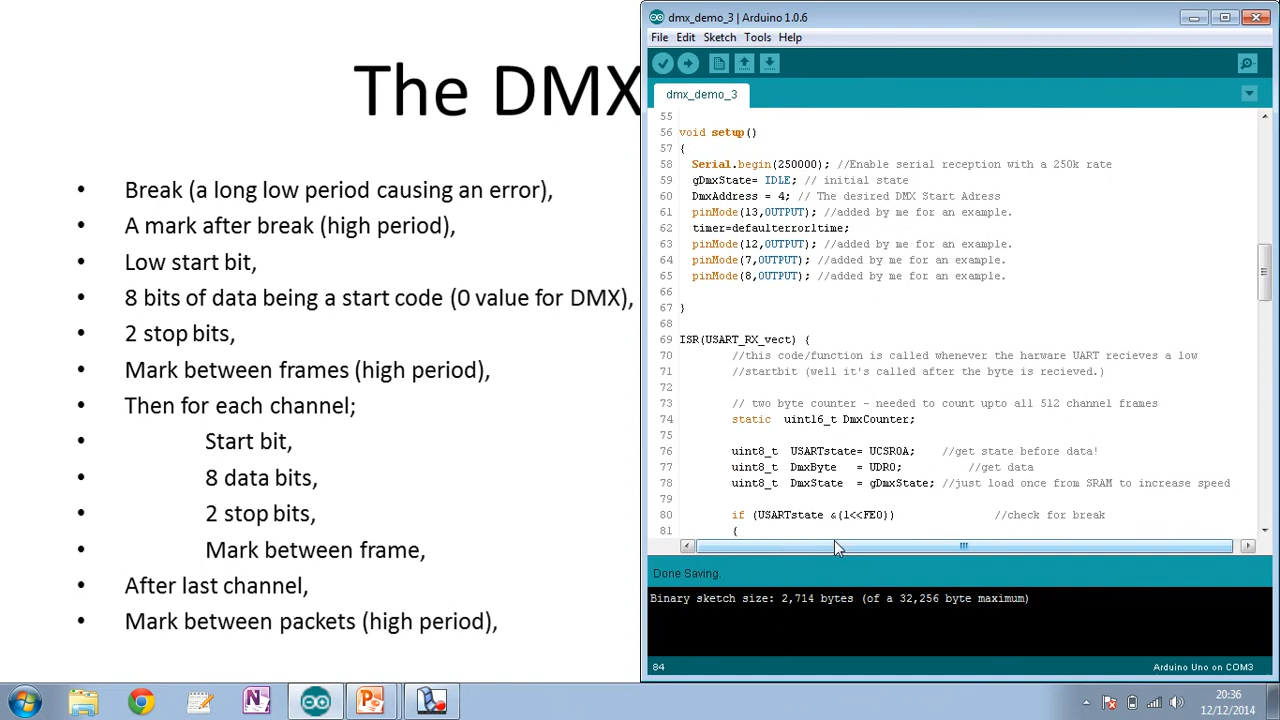 The DMX
• Break (a long low period causing an error),
• A mark after break (high period),
• Low start bit,
• 8 bits of data being a start code (0 value for DMX),
• 2 stop bits,
• Mark between frames (high period),
• Then for each channel;
• Start bit,
• 8 data bits,
• 2 stop bits,
• Mark between frame,
• After last channel,
• Mark between packets (high period),
dmx_demo_3 | Arduino 1.0.6
File Edit Sketch Tools Help
dmx_demo_3
55
56 void setup()
57 {
58 Serial.begin(250000); //Enable serial reception with a 250k rate
59 gDmxState= IDLE; // initial state
60 DmxAddress = 4; // The desired DMX Start Adress
61 pinMode(13,OUTPUT); //added by me for an example.
62 timer=defaulterror1time;
63 pinMode(12,OUTPUT); //added by me for an example.
64 pinMode(7,OUTPUT); //added by me for an example.
65 pinMode(8,OUTPUT); //added by me for an example.
66
67 }
68
69 ISR(USART_RX_vect) {
70 //this code/function is called whenever the harware UART recieves a low
71 //startbit (well it's called after the byte is recieved.)
72
73 // two byte counter - needed to count upto all 512 channel frames
74 static uint16_t DmxCounter;
75
76 uint8_t USARTstate= UCSR0A; //get state before data!
77 uint8_t DmxByte = UDR0; //get data
78 uint8_t DmxState = gDmxState; //just load once from SRAM to increase speed
79
80 if (USARTstate &(1<<FE0)) //check for break
81 {
Done Saving.
Binary sketch size: 2,714 bytes (of a 32,256 byte maximum)
84 Arduino Uno on COM3
20:36
12/12/2014